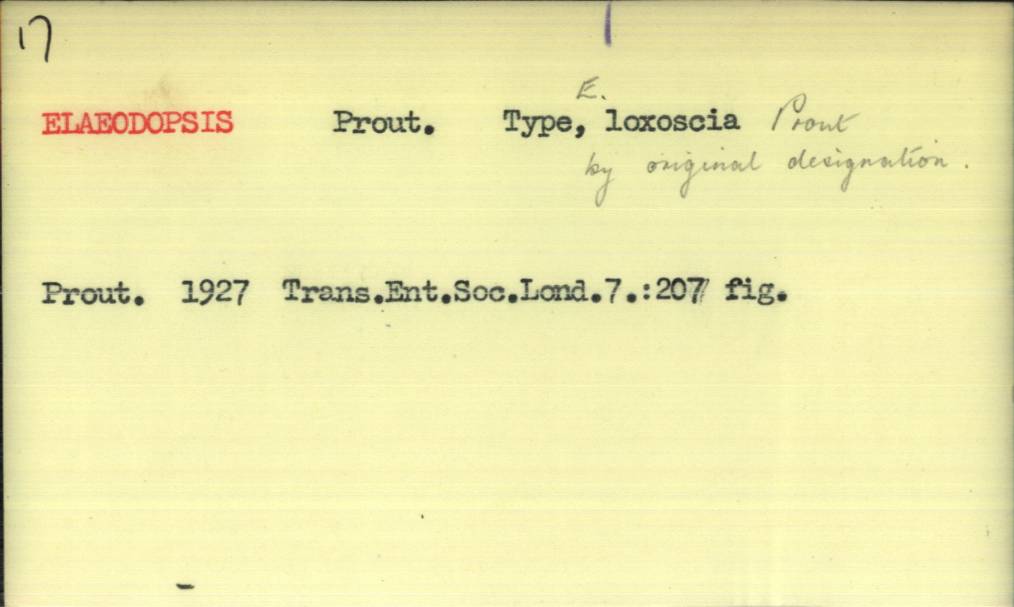 17
ELAEODOPSIS Prout. Type, E. loxoscia Prout
by original designation.
Prout. 1927 Trans.Ent.Soc.Lond.7.:207 fig.